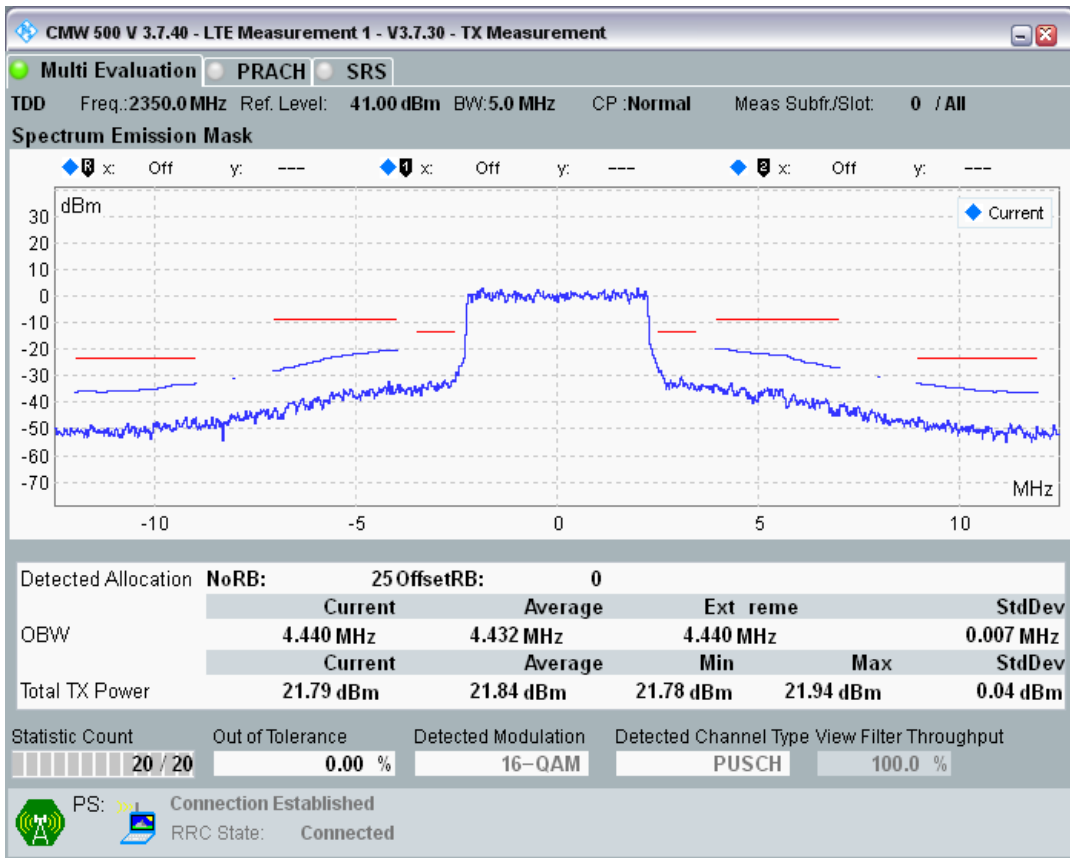 CMW 500 V 3.7.40 - LTE Measurement 1 - V3.7.30 - TX Measurement
Multi Evaluation PRACH SRS
TDD Freq.:2350.0 MHz Ref. Level: 41.00 dBm BW:5.0 MHz CP :Normal Meas Subfr./Slot: 0 / All
Spectrum Emission Mask
R x: Off y: --- 1 x: Off y: --- 2 x: Off y: ---
dBm
Current
30
20
10
0
-10
-20
-30
-40
-50
-60
-70
MHz
-10 -5 0 5 10
Detected Allocation NoRB: 25 OffsetRB: 0
Current Average Ext reme StdDev
OBW 4.440 MHz 4.432 MHz 4.440 MHz 0.007 MHz
Current Average Min Max StdDev
Total TX Power 21.79 dBm 21.84 dBm 21.78 dBm 21.94 dBm 0.04 dBm
Statistic Count Out of Tolerance Detected Modulation Detected Channel Type View Filter Throughput
20 / 20 0.00 % 16-QAM PUSCH 100.0 %
PS: Connection Established
RRC State: Connected